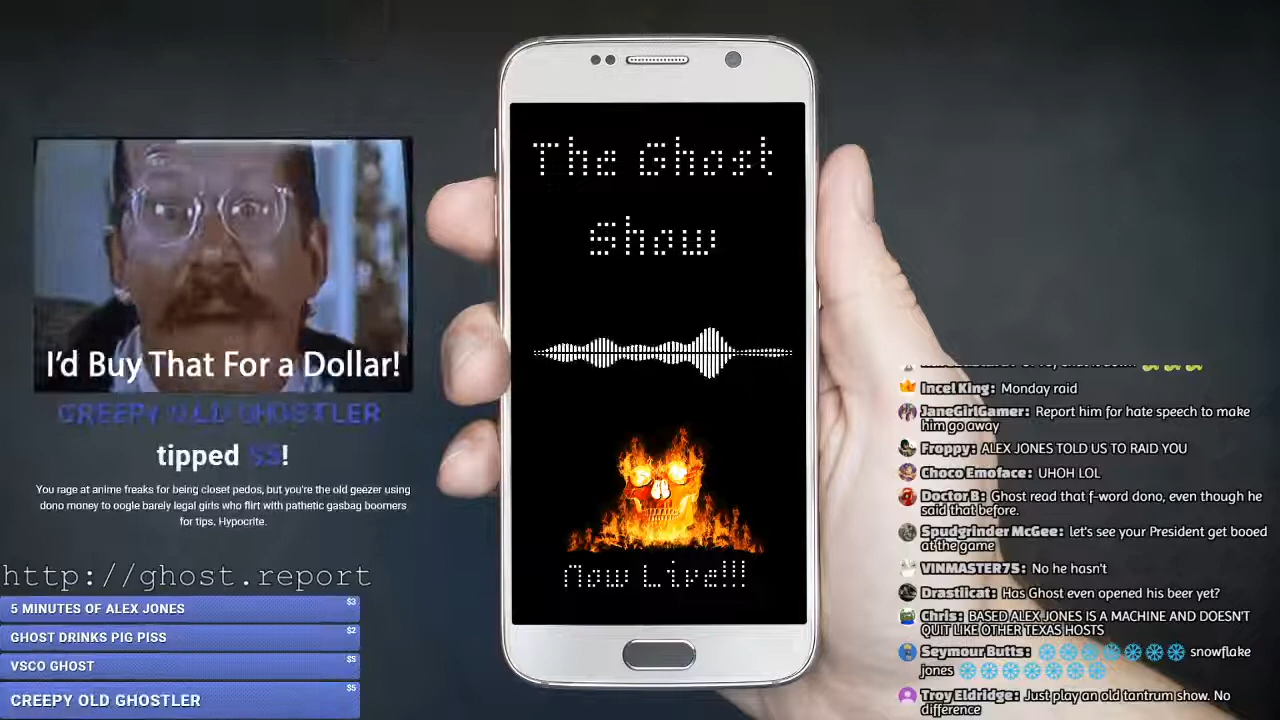 The Ghost
Show
Now Live!!!
I'd Buy That For a Dollar!
CREEPY OLD GHOSTLER
tipped $5!
You rage at anime freaks for being closet pedos, but you're the old geezer using
dono money to oogle barely legal girls who flirt with pathetic gasbag boomers
for tips. Hypocrite.
http://ghost.report
5 MINUTES OF ALEX JONES $3
GHOST DRINKS PIG PISS $2
VSCO GHOST $5
CREEPY OLD GHOSTLER $5
Incel King: Monday raid
JaneGirlGamer: Report him for hate speech to make
him go away
Froppy: ALEX JONES TOLD US TO RAID YOU
Choco Emoface: UHOH LOL
Doctor B: Ghost read that f-word dono, even though he
said that before.
Spudgrinder McGee: let's see your President get booed
at the game
VINMASTER75: No he hasn't
Drastilcat: Has Ghost even opened his beer yet?
Chris: BASED ALEX JONES IS A MACHINE AND DOESN'T
QUIT LIKE OTHER TEXAS HOSTS
Seymour Butts: ❄❄❄❄❄❄❄ snowflake
jones ❄❄❄❄❄❄❄
Troy Eldridge: Just play an old tantrum show. No
difference